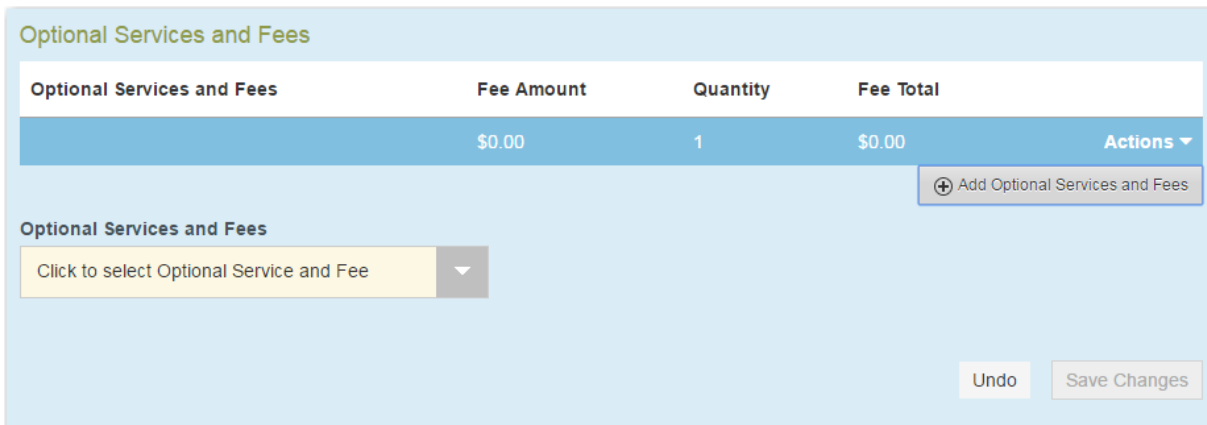 Optional Services and Fees
Optional Services and Fees Fee Amount Quantity Fee Total
$0.00 1 $0.00 Actions
Add Optional Services and Fees
Optional Services and Fees
Click to select Optional Service and Fee
Undo Save Changes